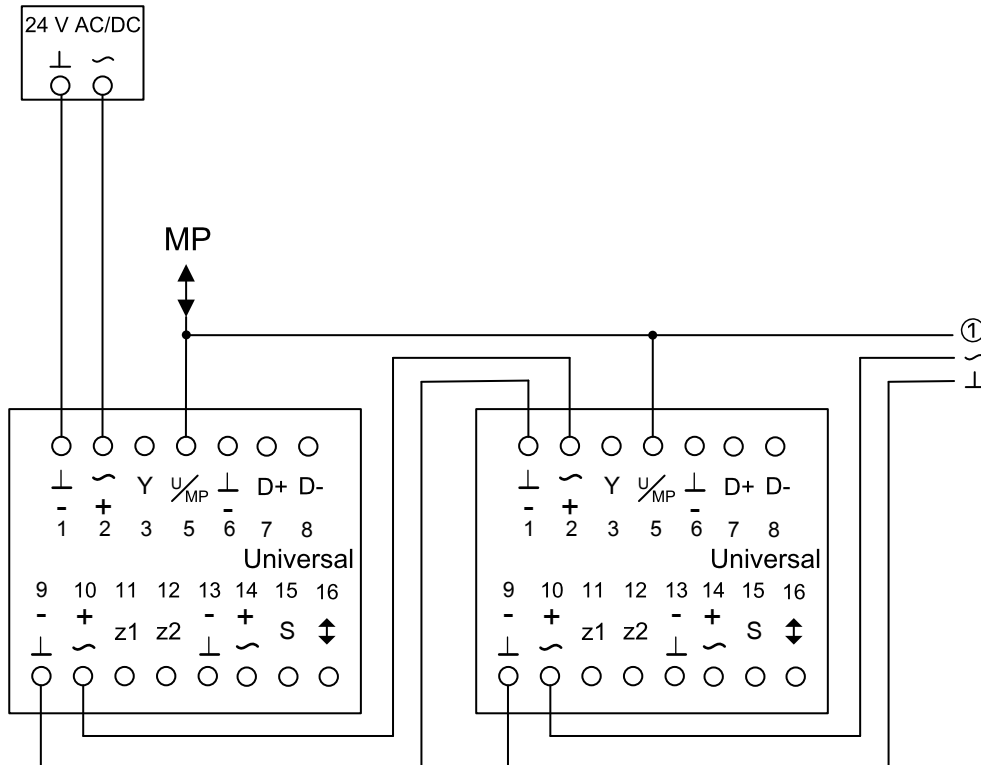 24 V AC/DC
⊥ ~
MP
①
~
⊥
⊥ ~ Y U/MP ⊥ D+ D-
- + -
1 2 3 5 6 7 8
Universal
9 10 11 12 13 14 15 16
- + z1 z2 - + S ↕
⊥ ~ ⊥ ~
⊥ ~ Y U/MP ⊥ D+ D-
- + -
1 2 3 5 6 7 8
Universal
9 10 11 12 13 14 15 16
- + z1 z2 - + S ↕
⊥ ~ ⊥ ~